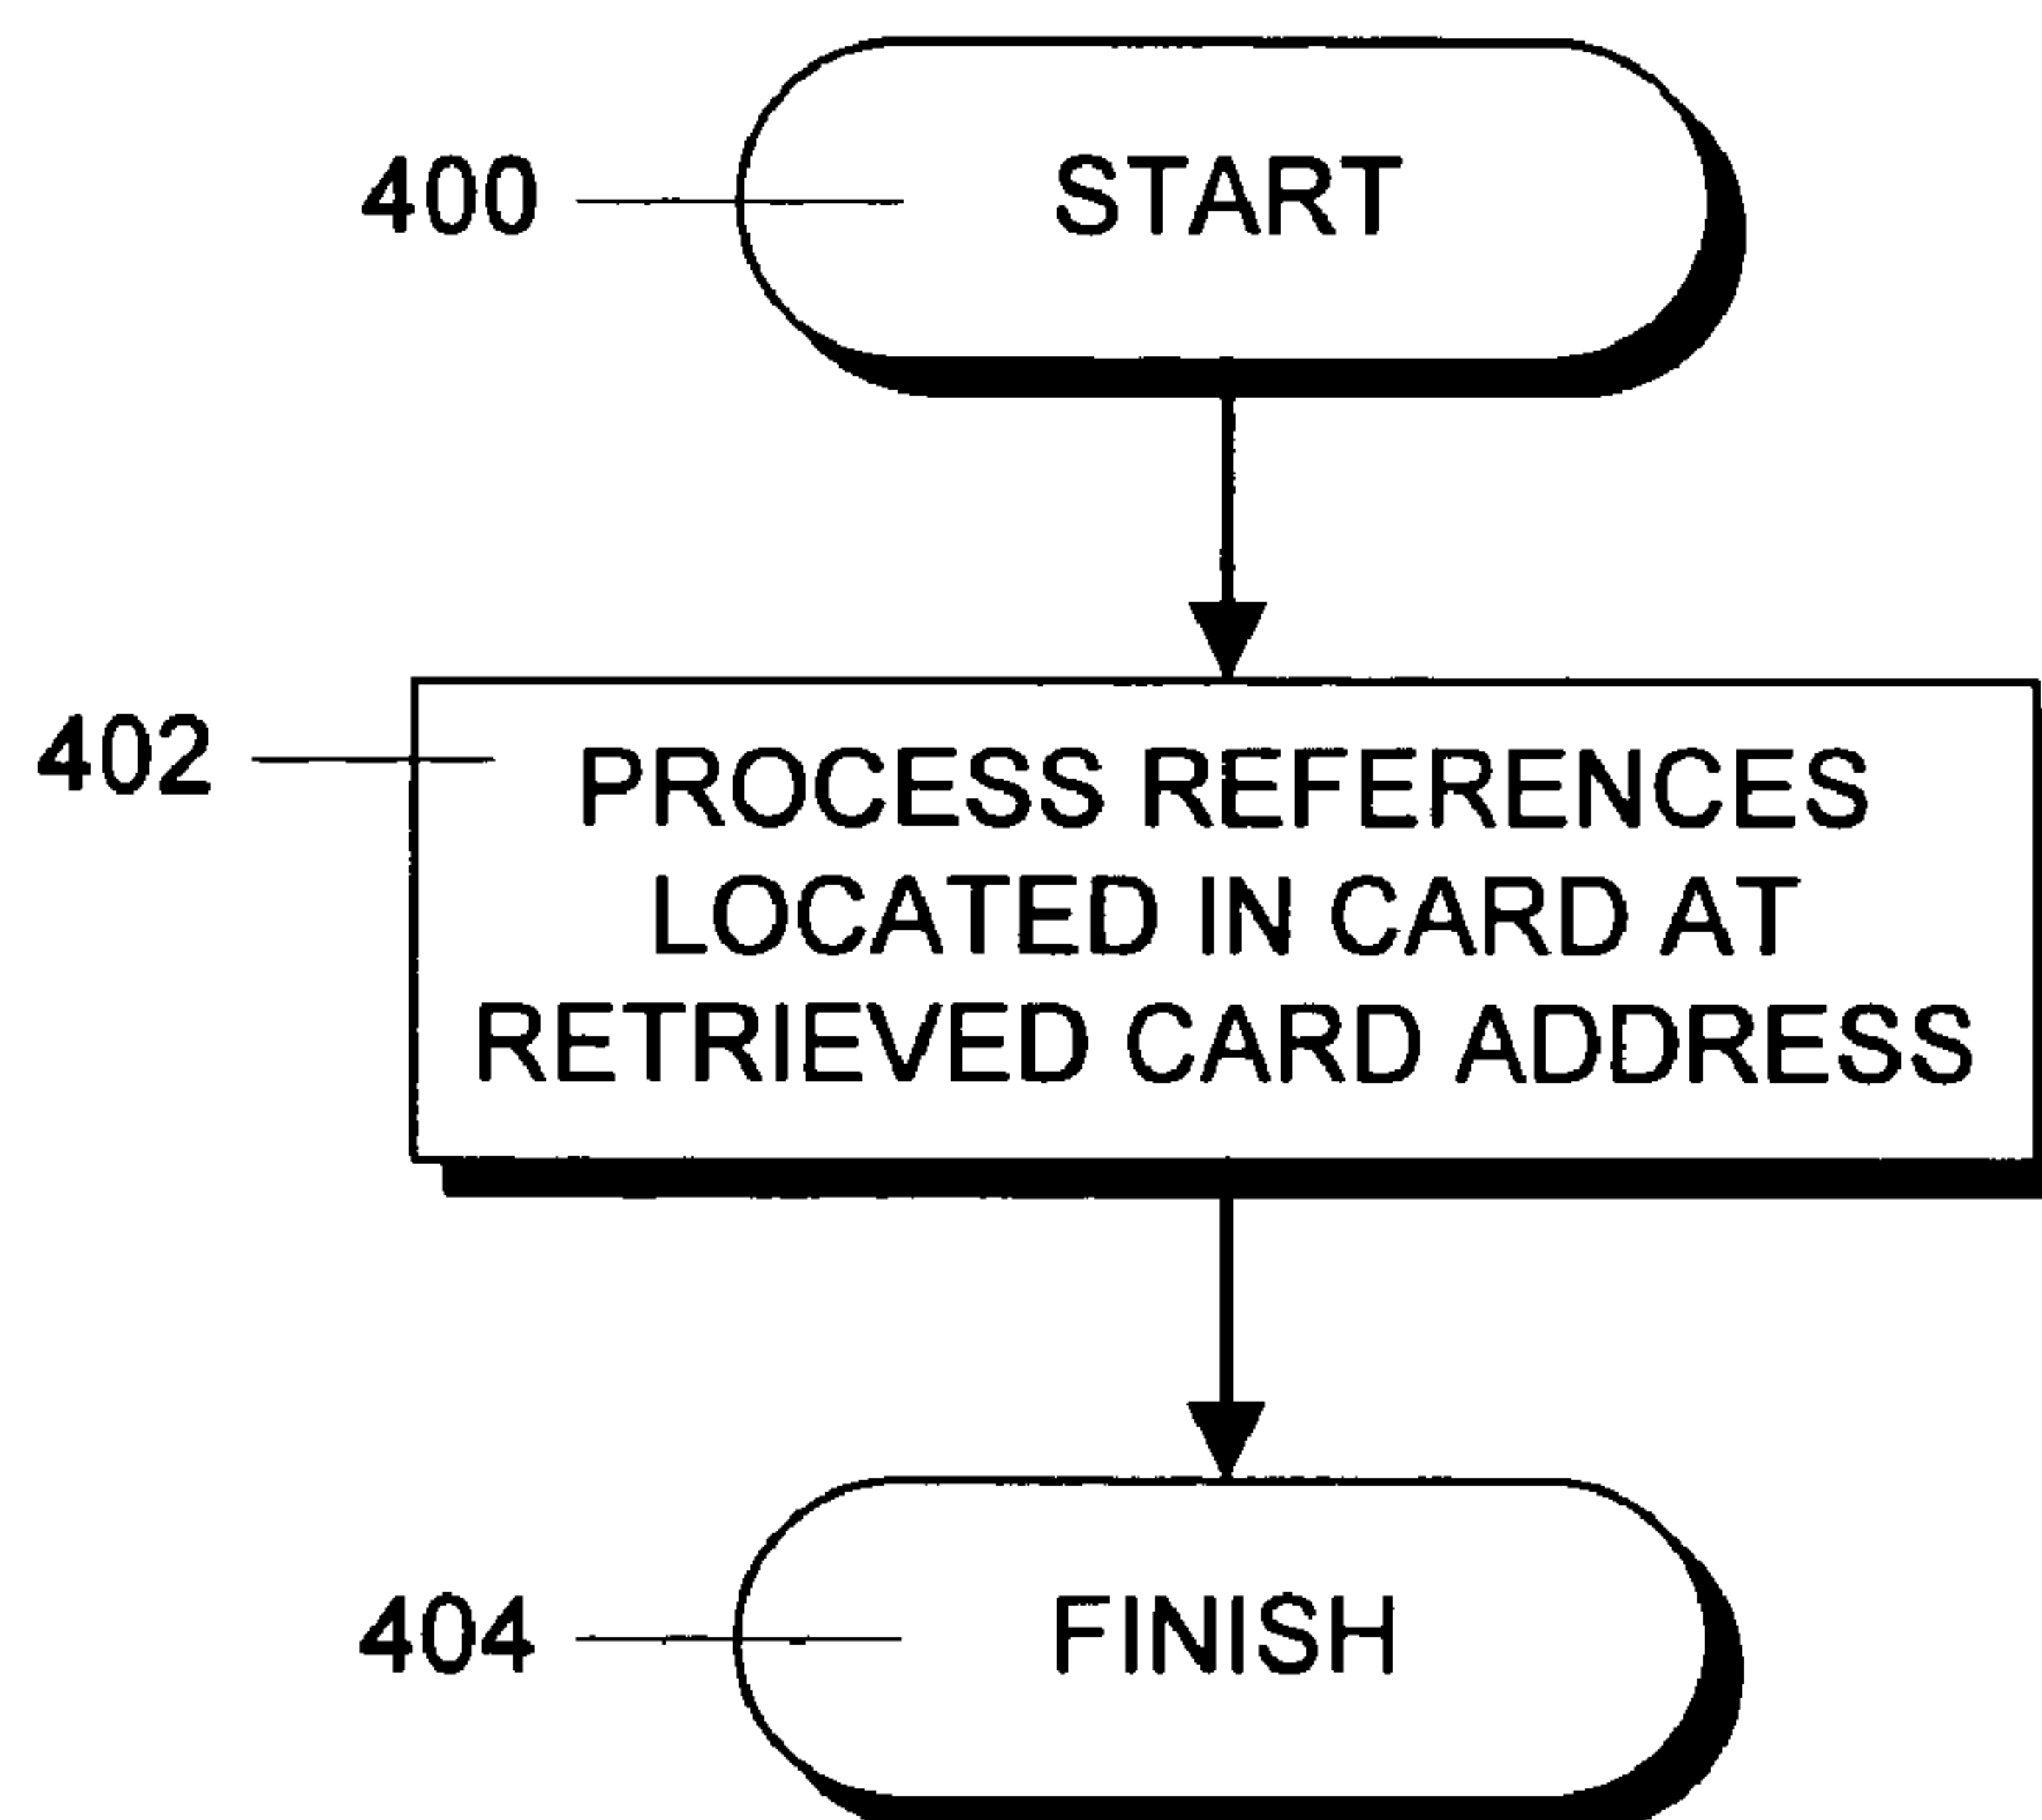 400
START
402
PROCESS REFERENCES
LOCATED IN CARD AT
RETRIEVED CARD ADDRESS
404
FINISH